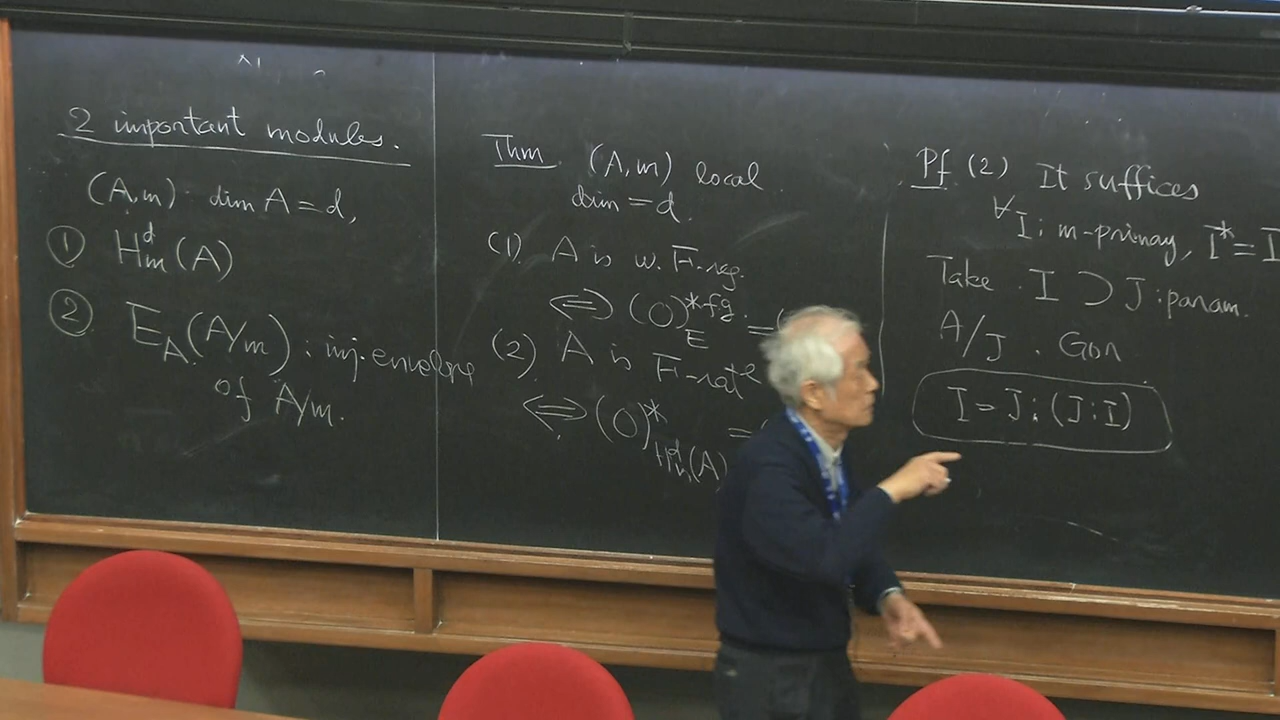 2 important modules.
(A,m) dim A = d,
① H^d_m(A)
② E_A(A/m) : inj. envelope
of A/m.
Thm (A,m) local
dim = d.
(1) A is w. F-reg.
⟺ (0)^{*fg}_E =
(2) A is F-rat^l
⟺ (0)^*_{H^d_m(A)} =
Pf (2) It suffices
∀I: m-primay, I^* = I
Take I ⊃ J : param.
A/J . Gor
I = J : (J : I)